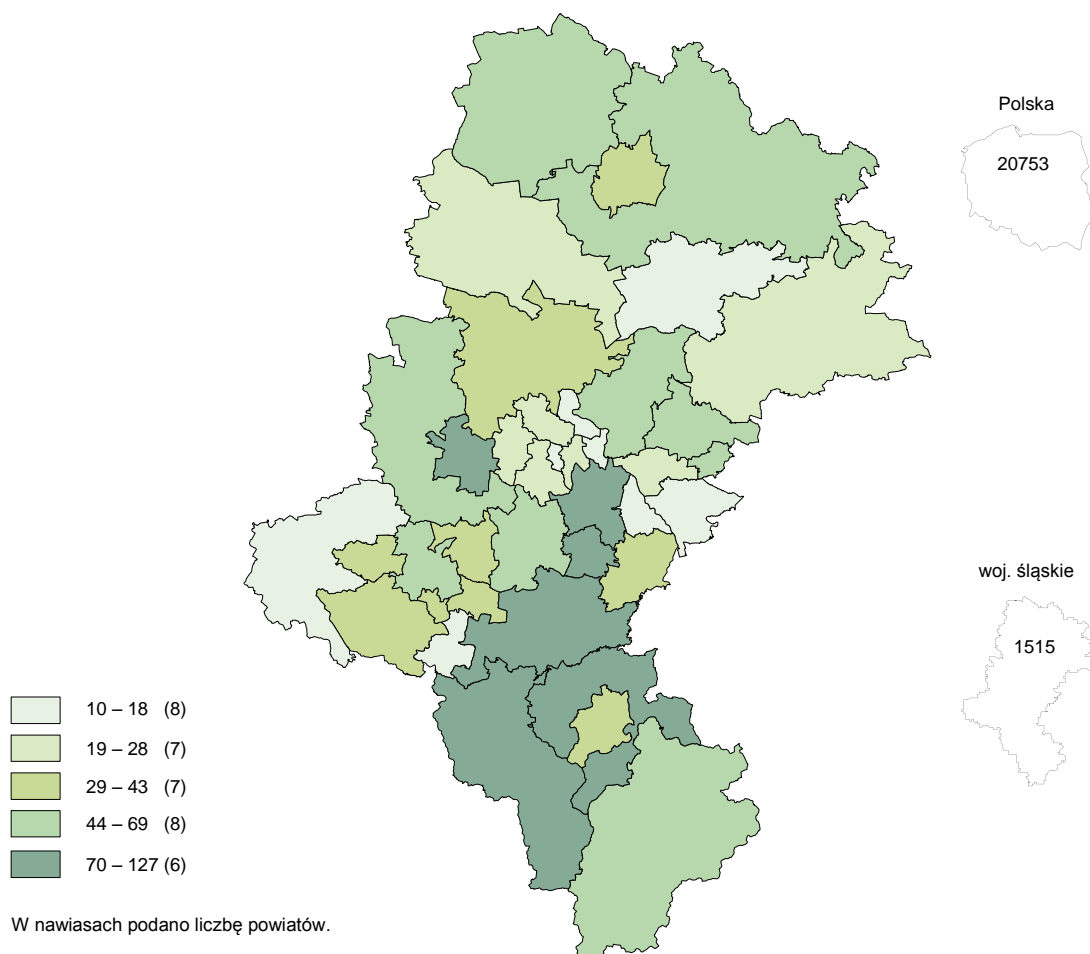 Polska
20753
woj. śląskie
1515
10 – 18 (8)
19 – 28 (7)
29 – 43 (7)
44 – 69 (8)
70 – 127 (6)
W nawiasach podano liczbę powiatów.